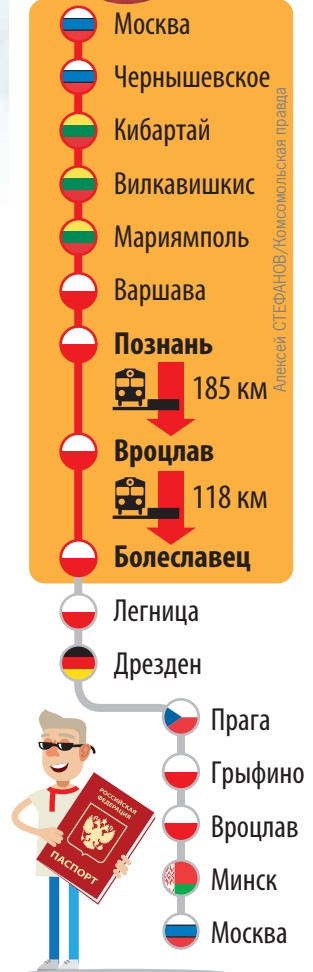 Москва
Чернышевское
Кибартай
Вилкавишкис
Мариямполь
Варшава
Познань
185 км
Вроцлав
118 км
Болеславец
Алексей СТЕФАНОВ/Комсомольская правда
Легница
Дрезден
Прага
Грыфино
Вроцлав
Минск
Москва
РОССИЙСКАЯ
ФЕДЕРАЦИЯ
ПАСПОРТ